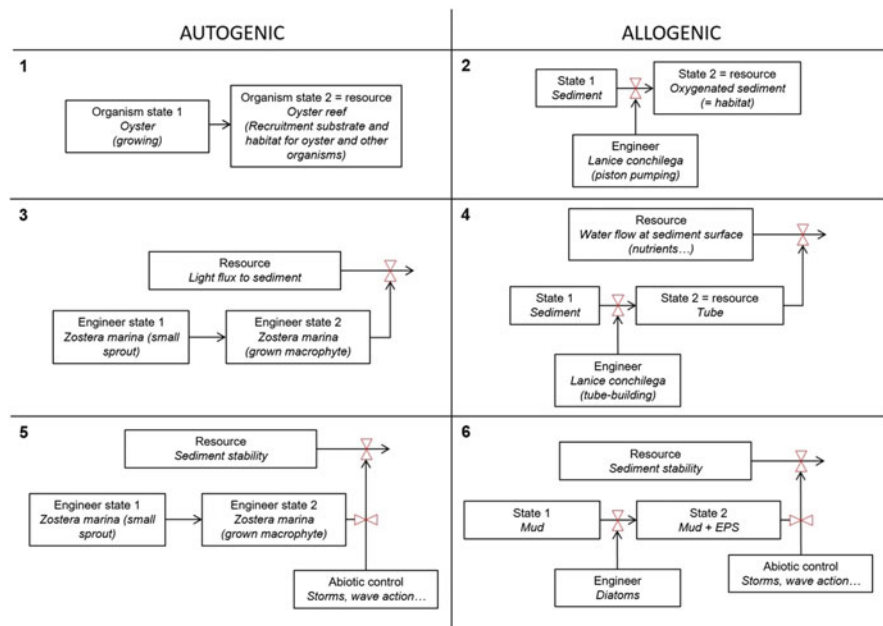 AUTOGENIC
ALLOGENIC
1
Organism state 1
Oyster
(growing)
Organism state 2 = resource
Oyster reef
(Recruitment substrate and
habitat for oyster and other
organisms)
2
State 1
Sediment
State 2 = resource
Oxygenated sediment
(= habitat)
Engineer
Lanice conchilega
(piston pumping)
3
Resource
Light flux to sediment
Engineer state 1
Zostera marina (small
sprout)
Engineer state 2
Zostera marina
(grown macrophyte)
4
Resource
Water flow at sediment surface
(nutrients…)
State 1
Sediment
State 2 = resource
Tube
Engineer
Lanice conchilega
(tube-building)
5
Resource
Sediment stability
Engineer state 1
Zostera marina (small
sprout)
Engineer state 2
Zostera marina
(grown macrophyte)
Abiotic control
Storms, wave action…
6
Resource
Sediment stability
State 1
Mud
State 2
Mud + EPS
Engineer
Diatoms
Abiotic control
Storms, wave action…